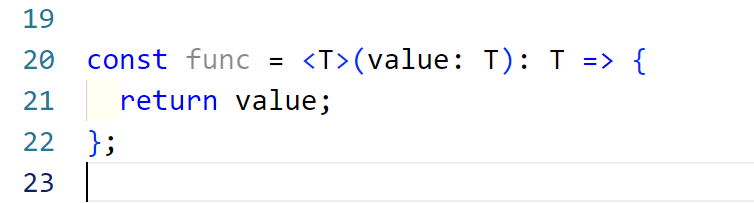 19
20 const func = <T>(value: T): T => {
21   return value;
22 };
23